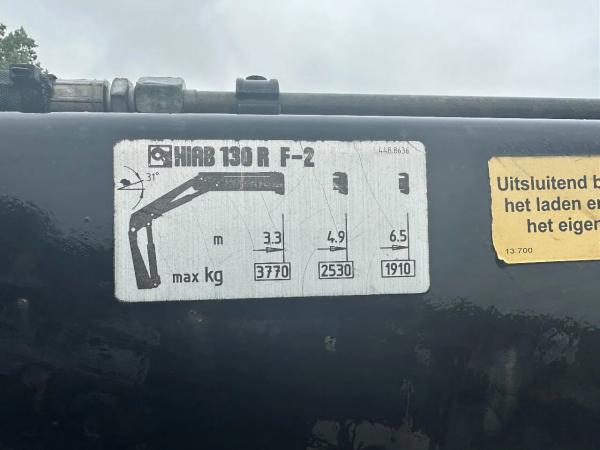 HIAB 130 R F-2
448.8636
31°
m 3.3 4.9 6.5
max kg 3770 2530 1910
Uitsluitend b
het laden en
het eigen
13.700